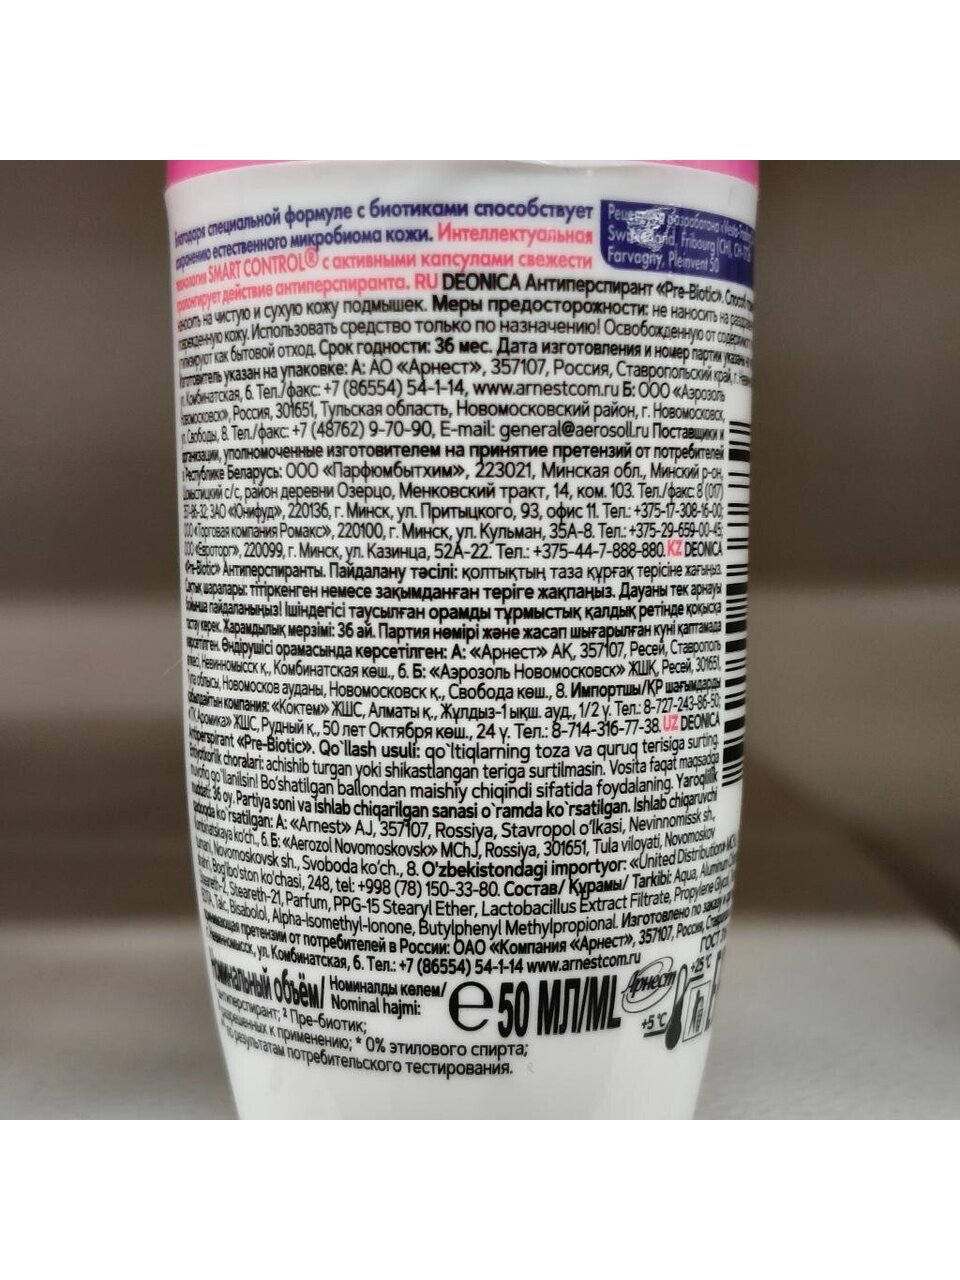 благодаря специальной формуле с биотиками способствует
сохранению естественного микробиома кожи. Интеллектуальная
технология SMART CONTROL® с активными капсулами свежести
пролонгирует действие антиперспиранта. RU DEONICA Антиперспирант «Pre-Biotic». Способ
наносить на чистую и сухую кожу подмышек. Меры предосторожности: не наносить на
поврежденную кожу. Использовать средство только по назначению! Освобожденную от
утилизируют как бытовой отход. Срок годности: 36 мес. Дата изготовления и номер партии указаны
Изготовитель указан на упаковке: А: АО «Арнест», 357107, Россия, Ставропольский край, г.
ул. Комбинатская, 6. Тел./факс: +7 (86554) 54-1-14, www.arnestcom.ru Б: ООО «Аэрозоль
Новомосковск», Россия, 301651, Тульская область, Новомосковский район, г. Новомосковск,
ул. Свободы, 8. Тел./факс: +7 (48762) 9-70-90, E-mail: general@aerosoll.ru Поставщики и
организации, уполномоченные изготовителем на принятие претензий от потребителей
в Республике Беларусь: ООО «Парфюмбытхим», 223021, Минская обл., Минский р-он,
с/с, район деревни Озерцо, Менковский тракт, 14, ком. 103. Тел./факс: 8 (017)
ЗАО «Юнифуд», 220136, г. Минск, ул. Притыцкого, 93, офис 11. Тел.: +375-17-308-16-00;
ООО «Торговая компания Ромакс», 220100, г. Минск, ул. Кульман, 35А-8. Тел.: +375-29-659-00-45;
ООО «Евроторг», 220099, г. Минск, ул. Казинца, 52А-22. Тел.: +375-44-7-888-880. KZ DEONICA
«Pre-Biotic» Антиперспиранты. Пайдалану тәсілі: қолтықтың таза құрғақ терісіне жағыңыз.
Сақтық шаралары: тітіркенген немесе зақымданған теріге жақпаңыз. Дауаны тек арнауы
бойынша пайдаланыңыз! Ішіндегісі таусылған орамды тұрмыстық қалдық ретінде қоқысқа
тастау керек. Жарамдылық мерзімі: 36 ай. Партия нөмірі және жасап шығарылған күні қаптамада
көрсетілген. Өндірушісі орамасында көрсетілген: А: «Арнест» АҚ, 357107, Ресей, Ставрополь
өлкесі, Невинномысск қ., Комбинатская көш., 6. Б: «Аэрозоль Новомосковск» ЖШҚ, Ресей, 301651,
Тула облысы, Новомосков ауданы, Новомосковск қ., Свобода көш., 8. Импортшы/ҚР шағымдарды
қабылдайтын компания: «Коктем» ЖШС, Алматы қ., Жұлдыз-1 ықш. ауд., 1/2 ү. Тел.: 8-727-243-86-50;
«ТК Аромика» ЖШС, Рудный қ., 50 лет Октября көш., 24 ү. Тел.: 8-714-316-77-38. UZ DEONICA
Antiperspirant «Pre-Biotic». Qo`llash usuli: qo`ltiqlarning toza va quruq terisiga surting.
Ehtiyotkorlik choralari: achishib turgan yoki shikastlangan teriga surtilmasin. Vosita faqat maqsadga
muvofiq qo`llanilsin! Bo‘shatilgan ballondan maishiy chiqindi sifatida foydalaning. Yaroqlilik
muddati: 36 oy. Partiya soni va ishlab chiqarilgan sanasi o`ramda ko`rsatilgan. Ishlab chiqaruvchi
qadoqda ko`rsatilgan: A: «Arnest» AJ, 357107, Rossiya, Stavropol o‘lkasi, Nevinnomissk sh.,
Kombinatskaya ko‘ch., 6. Б: «Aerozol Novomoskovsk» MChJ, Rossiya, 301651, Tula viloyati, Novomoskov
tumani, Novomoskovsk sh., Svoboda ko‘ch., 8. O‘zbekistondagi importyor: «United Distribution»
Bog‘ibo‘ston ko‘chasi, 248, tel: +998 (78) 150-33-80. Состав/ Құрамы/ Tarkibi: Aqua, Aluminum
Steareth-2, Steareth-21, Parfum, PPG-15 Stearyl Ether, Lactobacillus Extract Filtrate, Propylene Glycol,
EDTA, Talc, Bisabolol, Alpha-Isomethyl-Ionone, Butylphenyl Methylpropional. Изготовлено по заказу и
принимающая претензии от потребителей в России: ОАО «Компания «Арнест», 357107, Россия,
г. Невинномысск, ул. Комбинатская, 6. Тел.: +7 (86554) 54-1-14 www.arnestcom.ru
ГОСТ
Номинальный объём/ Номиналды көлем/
Nominal hajmi:
℮ 50 МЛ/ML
Арнест
+5°C
+25°C
антиперспирант; ² Пре-биотик;
разрешенных к применению; * 0% этилового спирта;
по результатам потребительского тестирования.
Рецептура разработана
Switzerland, Fribourg (CH),
Farvagny, Pleinvent 50